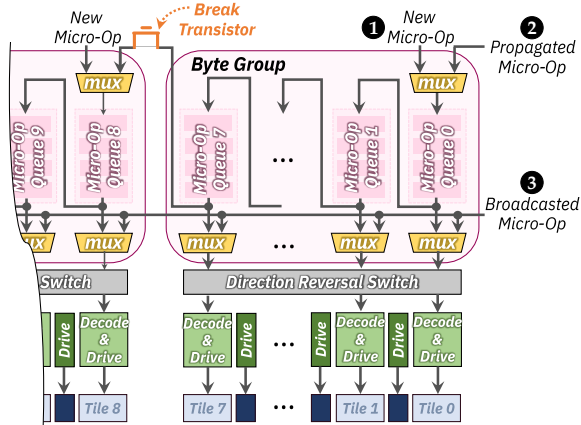 New
Micro-Op
Break
Transistor
1
New
Micro-Op
2
Propagated
Micro-Op
mux
Byte Group
mux
Micro-Op
Queue 9
Micro-Op
Queue 8
Micro-Op
Queue 7
...
Micro-Op
Queue 1
Micro-Op
Queue 0
3
Broadcasted
Micro-Op
ux
mux
mux
...
mux
mux
Switch
Direction Reversal Switch
Drive
Decode
&
Drive
Decode
&
Drive
Drive
...
Drive
Decode
&
Drive
Drive
Decode
&
Drive
Tile 8
Tile 7
...
Tile 1
Tile 0